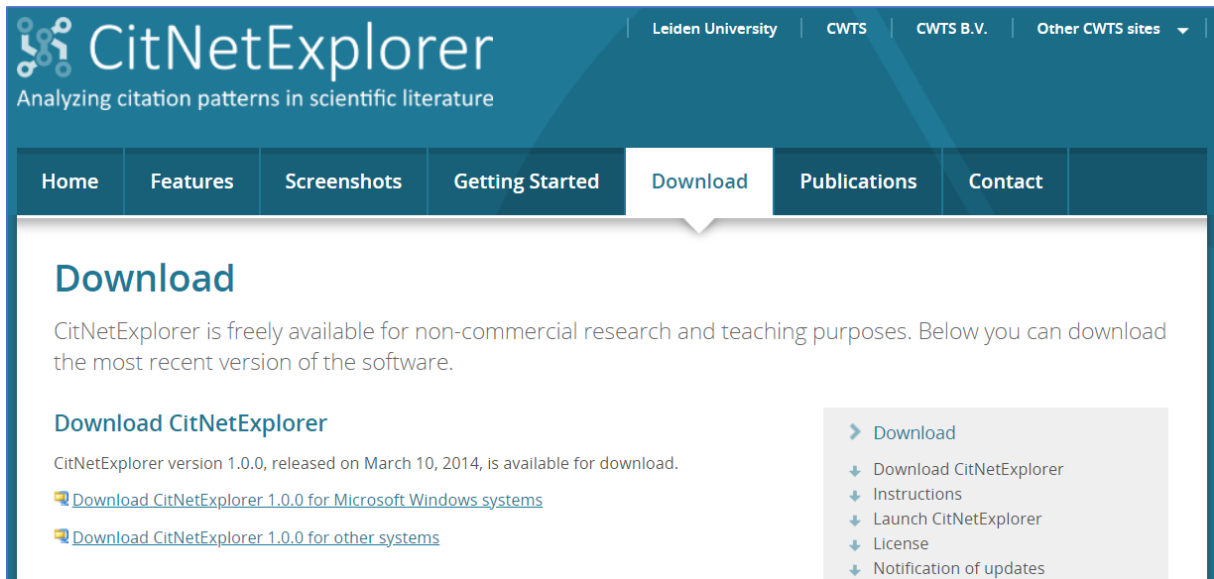 CitNetExplorer
Analyzing citation patterns in scientific literature
Leiden University
CWTS
CWTS B.V.
Other CWTS sites
Home
Features
Screenshots
Getting Started
Download
Publications
Contact
Download
CitNetExplorer is freely available for non-commercial research and teaching purposes. Below you can download
the most recent version of the software.
Download CitNetExplorer
CitNetExplorer version 1.0.0, released on March 10, 2014, is available for download.
Download CitNetExplorer 1.0.0 for Microsoft Windows systems
Download CitNetExplorer 1.0.0 for other systems
Download
Download CitNetExplorer
Instructions
Launch CitNetExplorer
License
Notification of updates